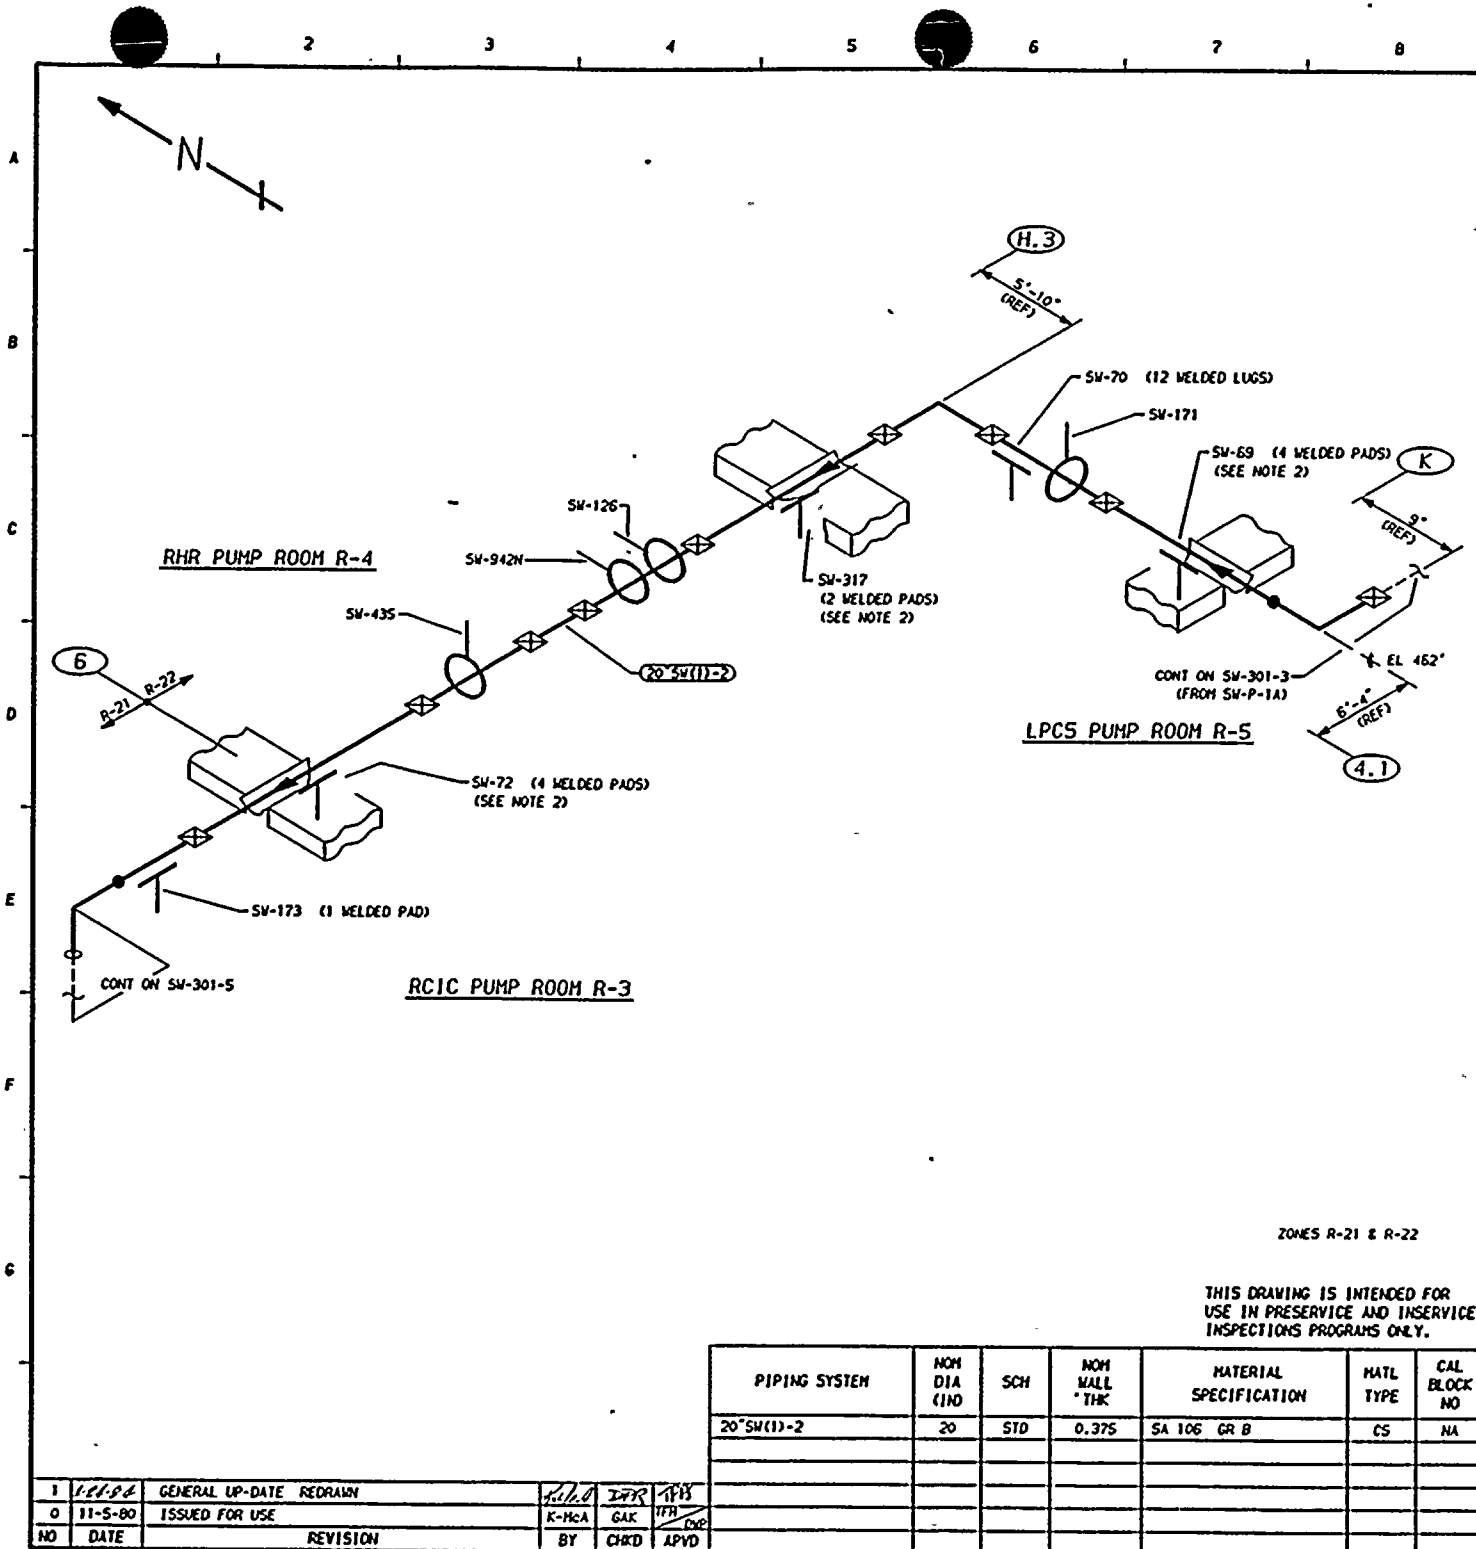 2 3 4 5 6 7 8
A
N
H.3
5'-10"
(REF)
B
SW-70 (12 WELDED LUGS)
SW-171
SW-69 (4 WELDED PADS)
(SEE NOTE 2)
K
9"
(REF)
C
SW-126
SW-942N
RHR PUMP ROOM R-4
SW-317
(2 WELDED PADS)
(SEE NOTE 2)
SW-435
20"SW(1)-2
6
R-21 R-22
CONT ON SW-301-3
(FROM SW-P-1A)
EL 462'
D
6'-4"
(REF)
LPCS PUMP ROOM R-5
4.1
SW-72 (4 WELDED PADS)
(SEE NOTE 2)
E
SW-173 (1 WELDED PAD)
CONT ON SW-301-5
RCIC PUMP ROOM R-3
F
ZONES R-21 & R-22
G
THIS DRAWING IS INTENDED FOR
USE IN PRESERVICE AND INSERVICE
INSPECTIONS PROGRAMS ONLY.
PIPING SYSTEM NOM DIA (IN) SCH NOM WALL THK MATERIAL SPECIFICATION MATL TYPE CAL BLOCK NO
20"SW(1)-2 20 STD 0.375 SA 106 GR B CS NA
1 GENERAL UP-DATE REDRAWN
0 11-5-80 ISSUED FOR USE K-McA GAK TFH
NO DATE REVISION BY CHKD APVD